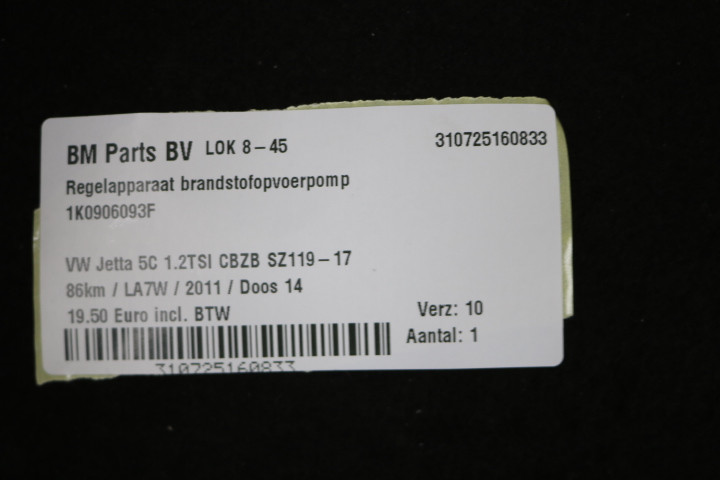 BM Parts BV LOK 8-45 310725160833
Regelapparaat brandstofopvoerpomp
1K0906093F
VW Jetta 5C 1.2TSI CBZB SZ119-17
86km / LA7W / 2011 / Doos 14
19.50 Euro incl. BTW Verz: 10
Aantal: 1
310725160833